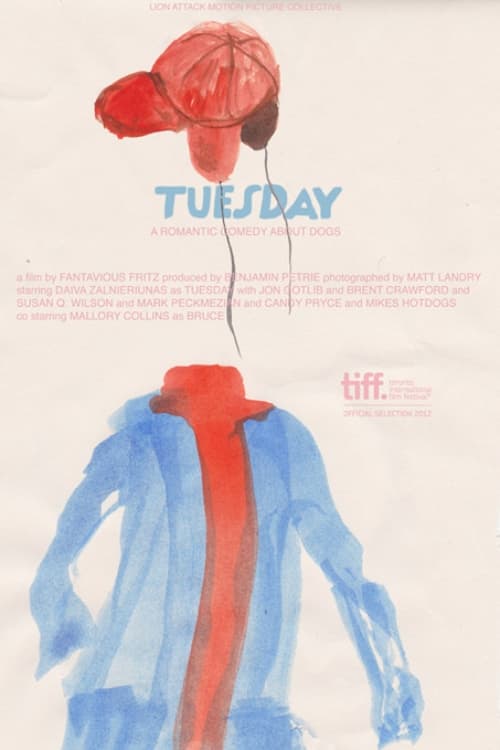 LION ATTACK MOTION PICTURE COLLECTIVE
TUESDAY
A ROMANTIC COMEDY ABOUT DOGS
a film by FANTAVIOUS FRITZ produced by BENJAMIN PETRIE photographed by MATT LANDRY
starring DAIVA ZALNIERIUNAS as TUESDAY with JON GOTLIB and BRENT CRAWFORD and
SUSAN Q. WILSON and MARK PECKMEZIAN and CANDY PRYCE and MIKES HOTDOGS
co starring MALLORY COLLINS as BRUCE
tiff. toronto
international
film festival
OFFICIAL SELECTION 2012